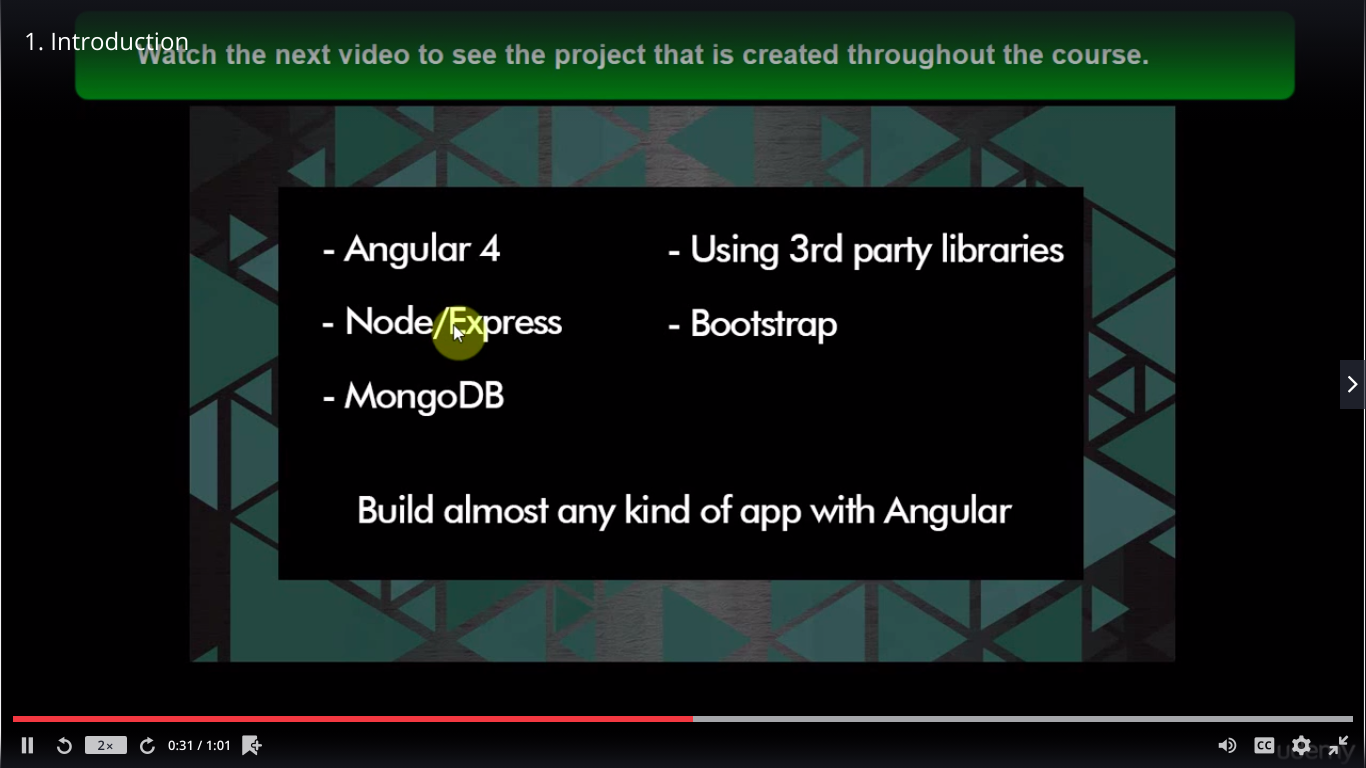 1. Introduction
Watch the next video to see the project that is created throughout the course.
- Angular 4
- Node/Express
- MongoDB
- Using 3rd party libraries
- Bootstrap
Build almost any kind of app with Angular
2×
0:31 / 1:01
CC
udemy